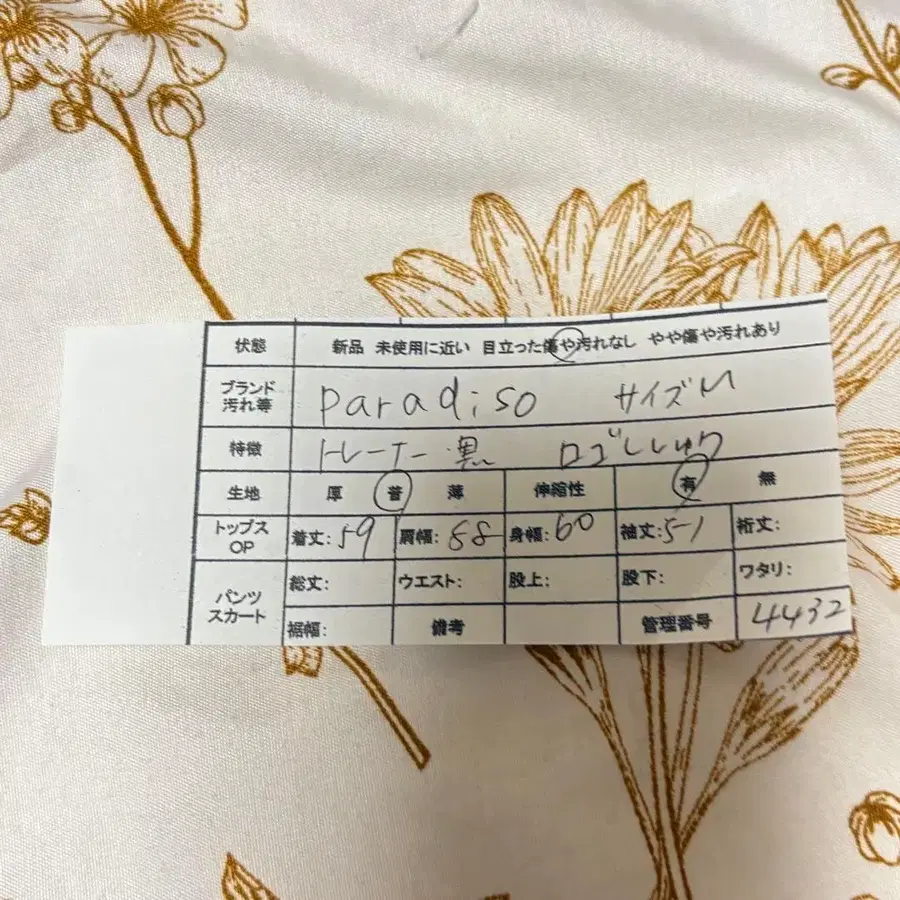 状態 新品 未使用に近い 目立った傷や汚れなし やや傷や汚れあり
ブランド 汚れ等 paradiso サイズM
特徴 トレーナー・黒 ロゴししゅう
生地 厚 普 薄 伸縮性 有 無
トップス OP 着丈:59 肩幅:58 身幅:60 袖丈:51 裄丈:
パンツ スカート 総丈: ウエスト: 股上: 股下: ワタリ:
裾幅: 備考 管理番号 4432